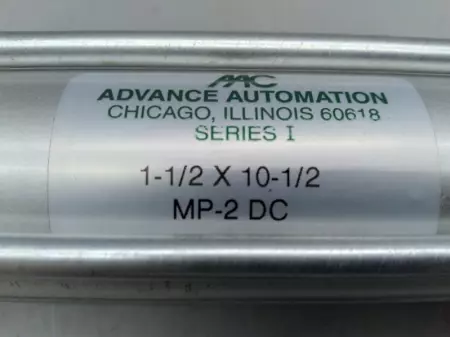 AAC
ADVANCE AUTOMATION
CHICAGO, ILLINOIS 60618
SERIES I
1-1/2 X 10-1/2
MP-2 DC